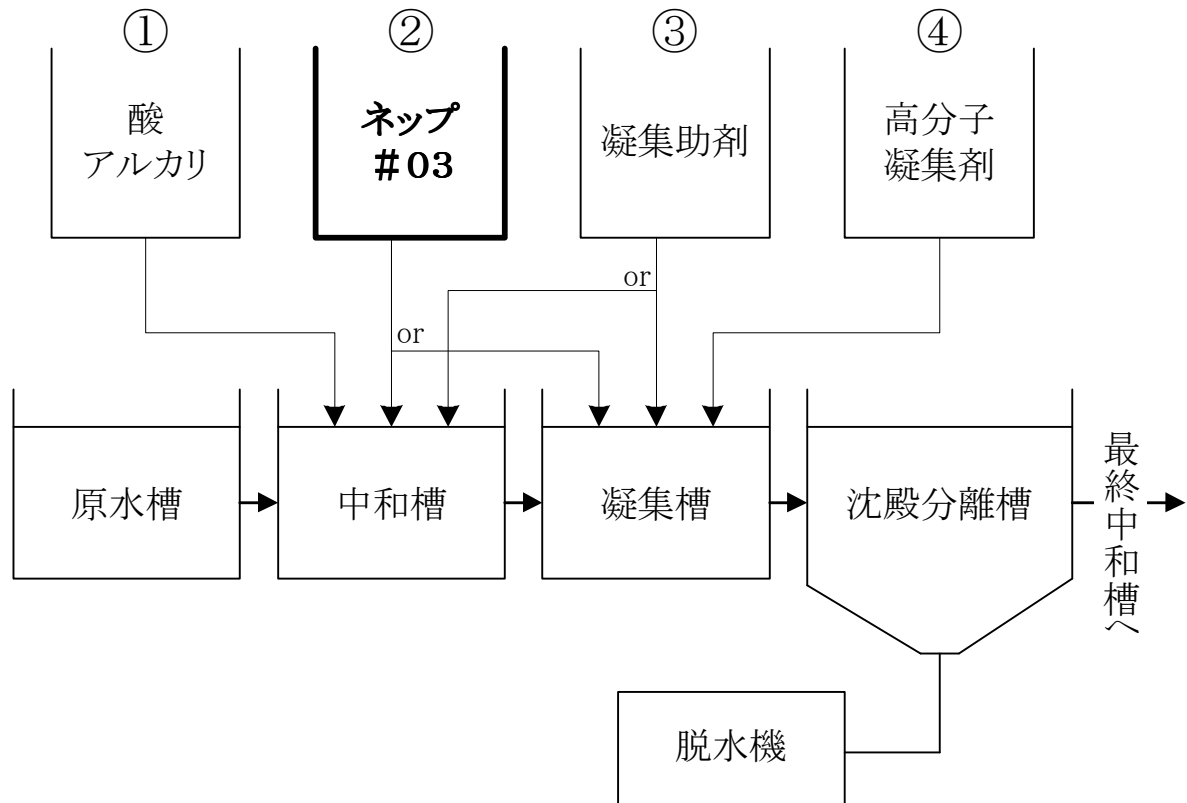 ①
②
③
④
酸
アルカリ
ネップ
#03
凝集助剤
高分子
凝集剤
or
or
原水槽
中和槽
凝集槽
沈殿分離槽
最終中和槽へ
脱水機